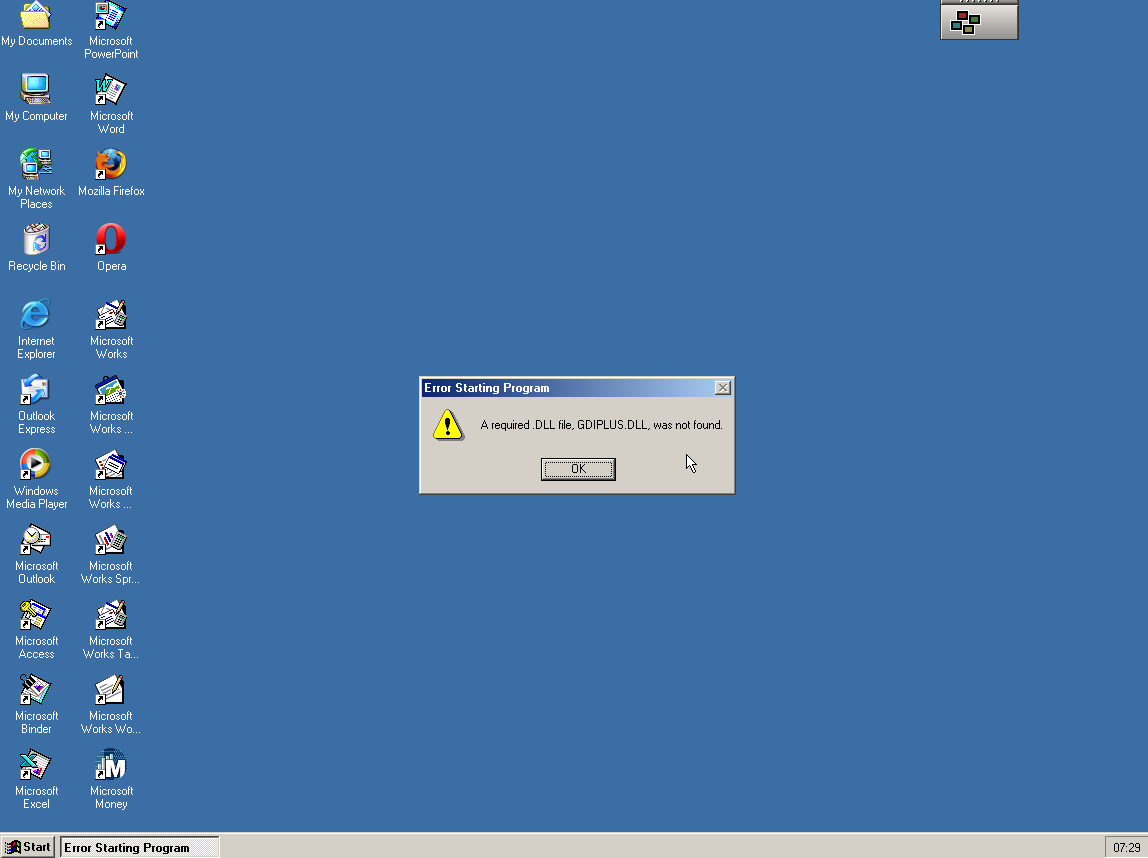 My Documents
Microsoft
PowerPoint
My Computer
Microsoft
Word
My Network
Places
Mozilla Firefox
Recycle Bin
Opera
Internet
Explorer
Microsoft
Works
Outlook
Express
Microsoft
Works ...
Windows
Media Player
Microsoft
Works ...
Microsoft
Outlook
Microsoft
Works Spr...
Microsoft
Access
Microsoft
Works Ta...
Microsoft
Binder
Microsoft
Works Wo...
Microsoft
Excel
Microsoft
Money
Error Starting Program
A required .DLL file, GDIPLUS.DLL, was not found.
OK
Start
Error Starting Program
07:29